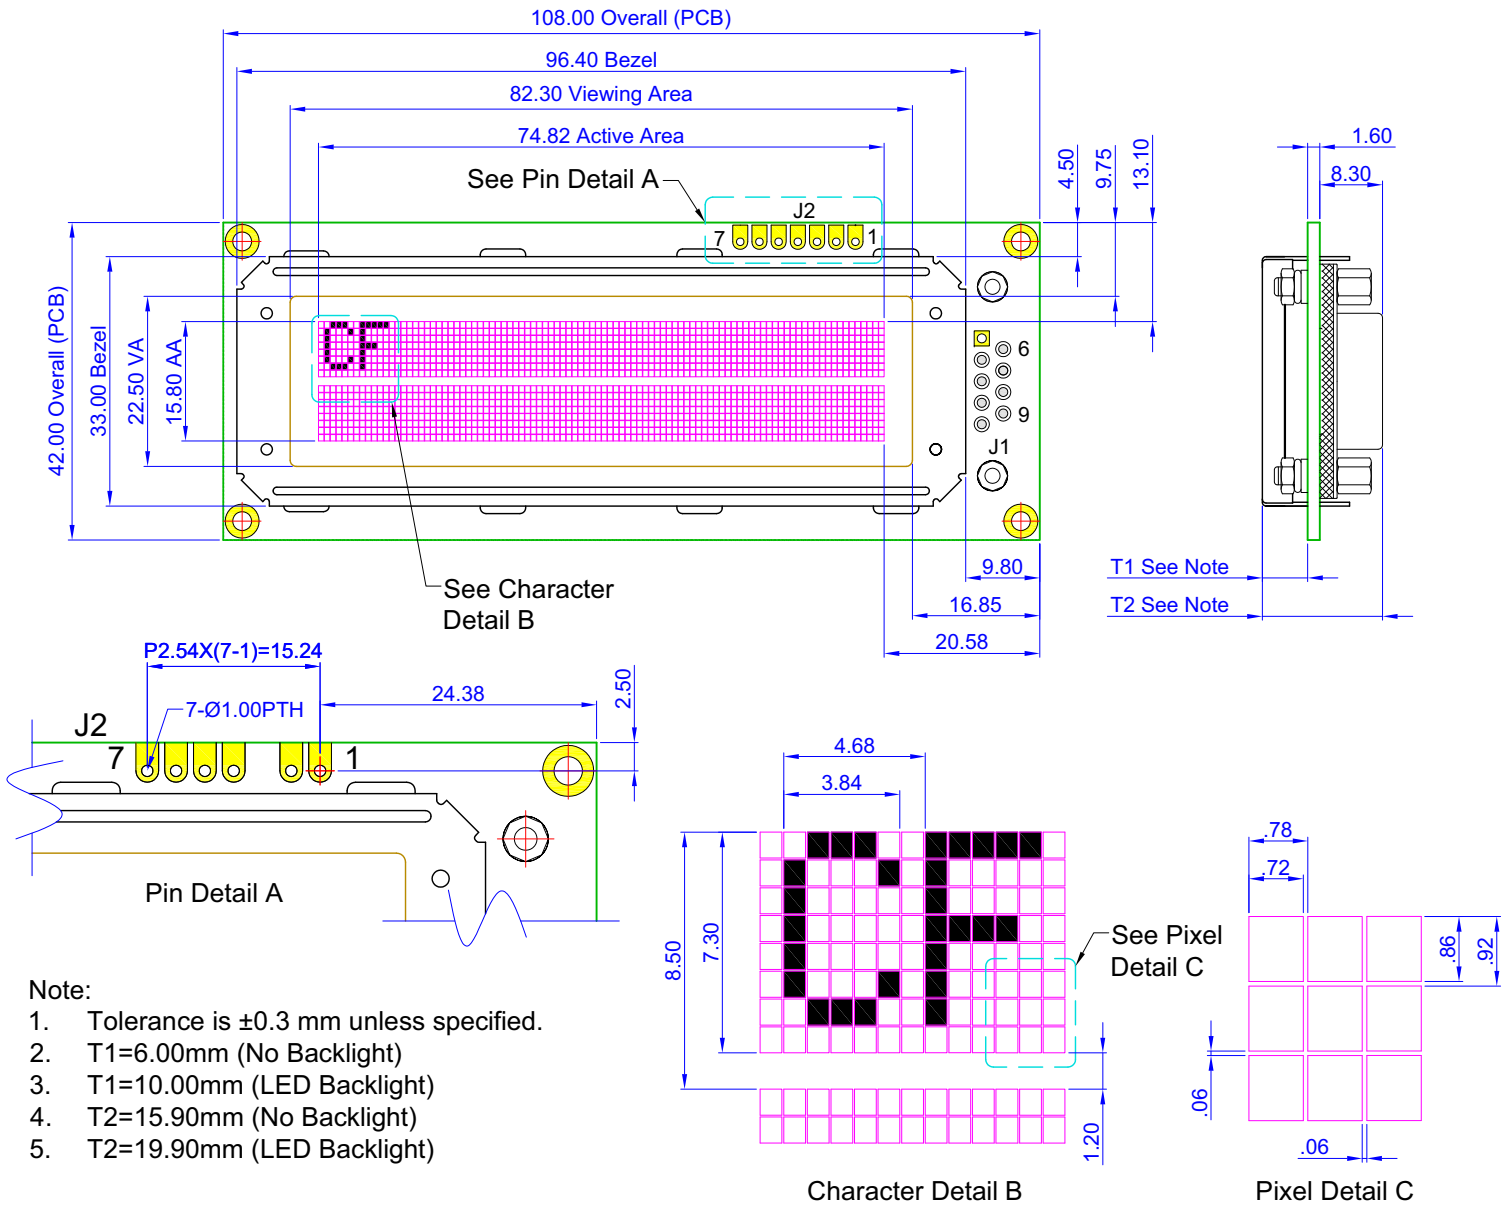 108.00 Overall (PCB)
96.40 Bezel
82.30 Viewing Area
74.82 Active Area
See Pin Detail A
J2
7
1
4.50
9.75
13.10
1.60
8.30
42.00 Overall (PCB)
33.00 Bezel
22.50 VA
15.80 AA
CF
6
9
J1
9.80
16.85
20.58
T1 See Note
T2 See Note
See Character
Detail B
P2.54X(7-1)=15.24
7-Ø1.00PTH
24.38
2.50
J2
7
1
Pin Detail A
4.68
3.84
8.50
7.30
CF
See Pixel
Detail C
1.20
Character Detail B
.78
.72
.86
.92
.06
.06
Pixel Detail C
Note:
1. Tolerance is ±0.3 mm unless specified.
2. T1=6.00mm (No Backlight)
3. T1=10.00mm (LED Backlight)
4. T2=15.90mm (No Backlight)
5. T2=19.90mm (LED Backlight)